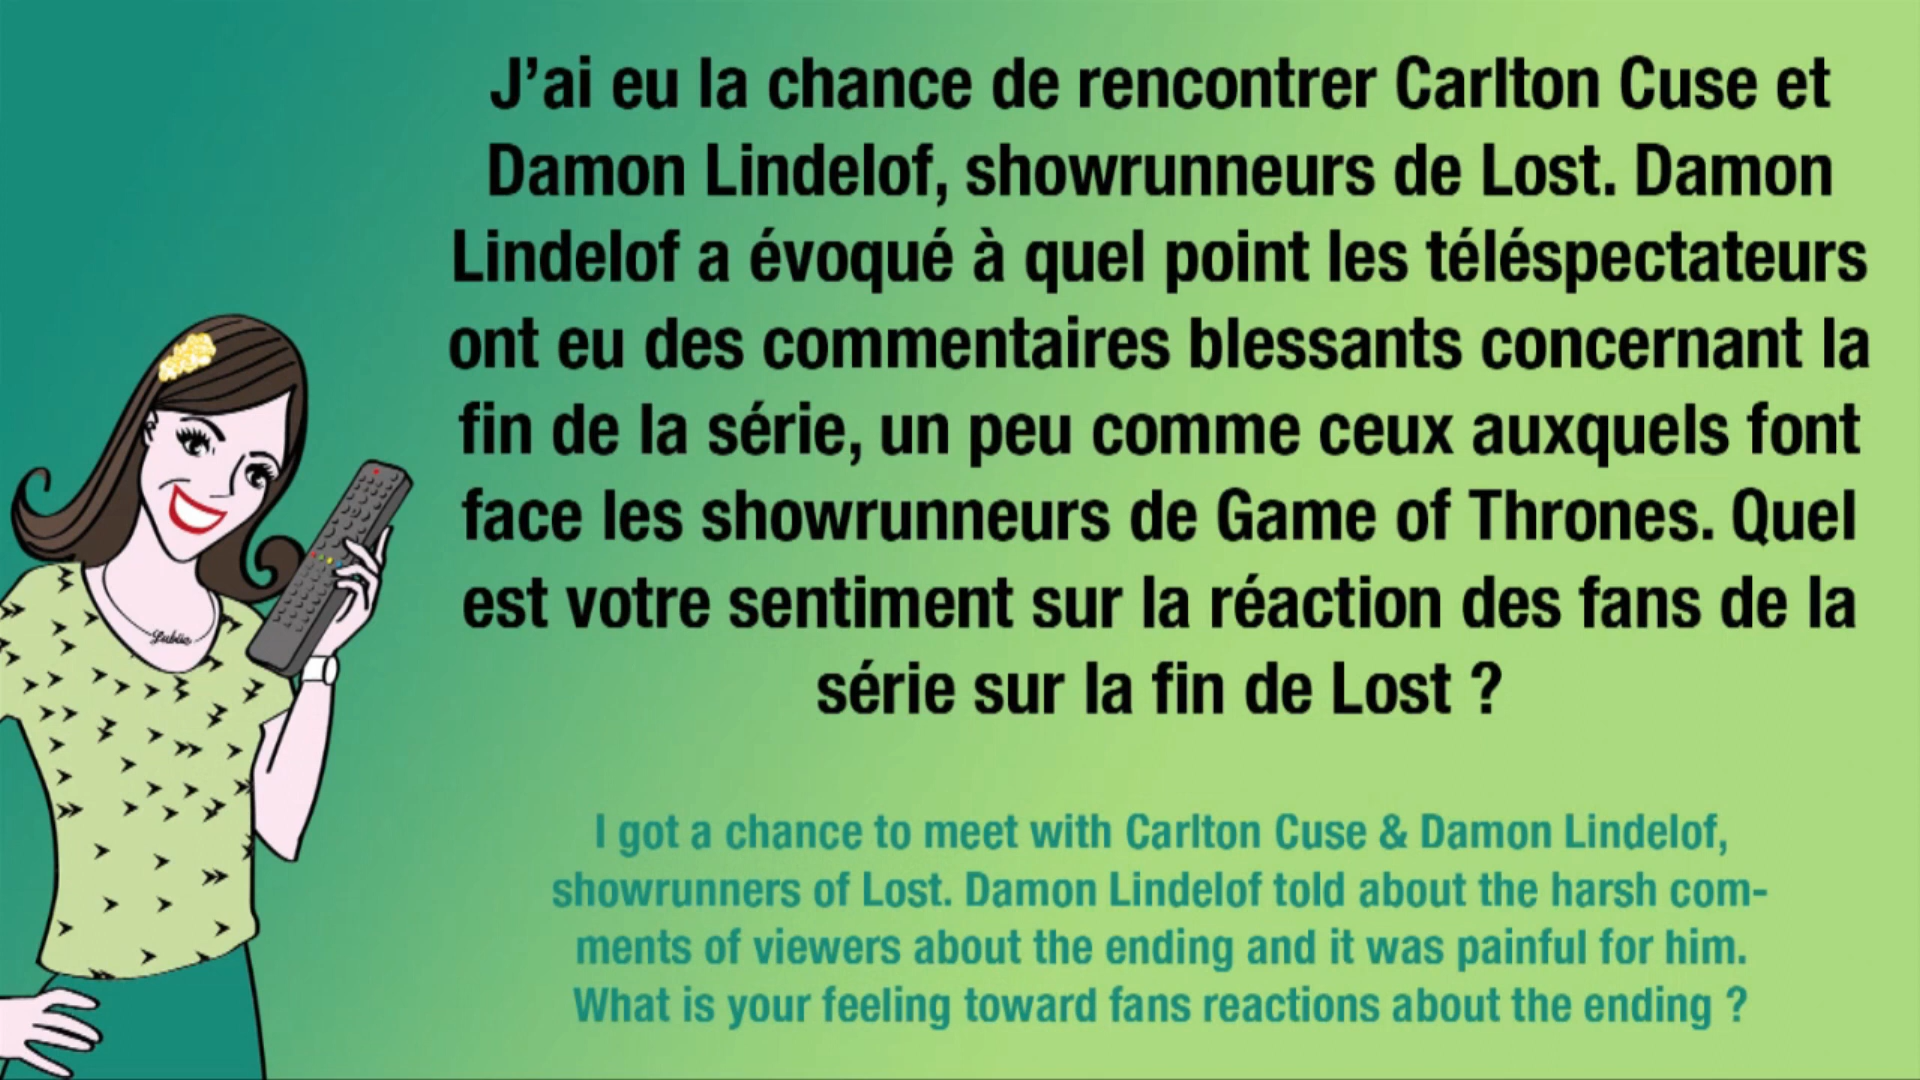 J’ai eu la chance de rencontrer Carlton Cuse et
Damon Lindelof, showrunneurs de Lost. Damon
Lindelof a évoqué à quel point les téléspectateurs
ont eu des commentaires blessants concernant la
fin de la série, un peu comme ceux auxquels font
face les showrunneurs de Game of Thrones. Quel
est votre sentiment sur la réaction des fans de la
série sur la fin de Lost ?
I got a chance to meet with Carlton Cuse & Damon Lindelof,
showrunners of Lost. Damon Lindelof told about the harsh com-
ments of viewers about the ending and it was painful for him.
What is your feeling toward fans reactions about the ending ?